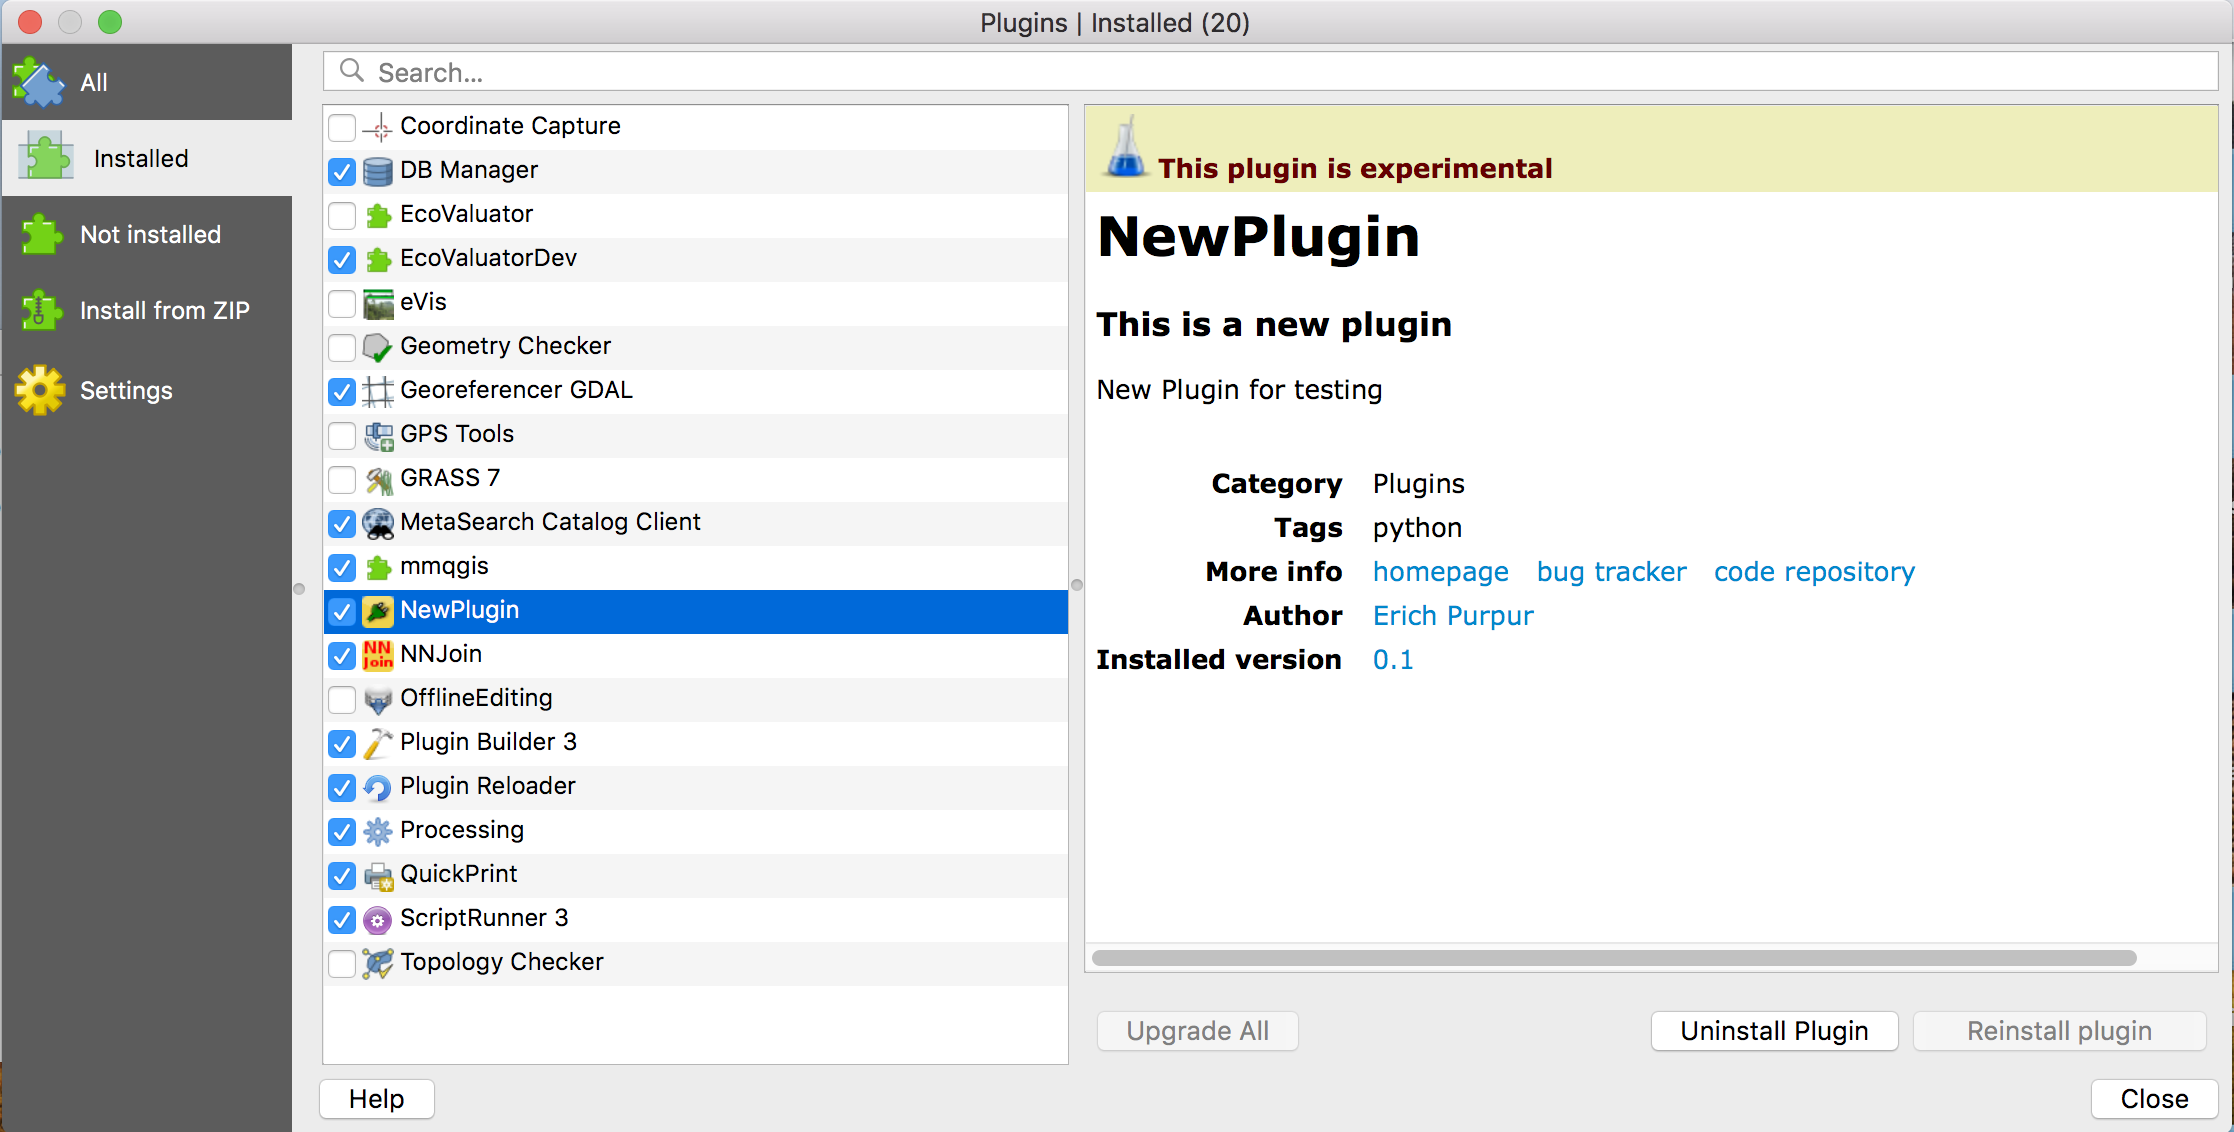 Plugins | Installed (20)
All
Installed
Not installed
Install from ZIP
Settings
Search...
Coordinate Capture
DB Manager
EcoValuator
EcoValuatorDev
eVis
Geometry Checker
Georeferencer GDAL
GPS Tools
GRASS 7
MetaSearch Catalog Client
mmqgis
NewPlugin
NN
Join
NNJoin
OfflineEditing
Plugin Builder 3
Plugin Reloader
Processing
QuickPrint
ScriptRunner 3
Topology Checker
This plugin is experimental
NewPlugin
This is a new plugin
New Plugin for testing
Category Plugins
Tags python
More info homepage bug tracker code repository
Author Erich Purpur
Installed version 0.1
Upgrade All Uninstall Plugin Reinstall plugin
Help Close